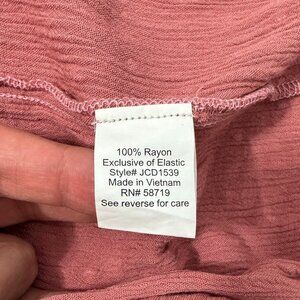 100% Rayon
Exclusive of Elastic
Style# JCD1539
Made in Vietnam
RN# 58719
See reverse for care